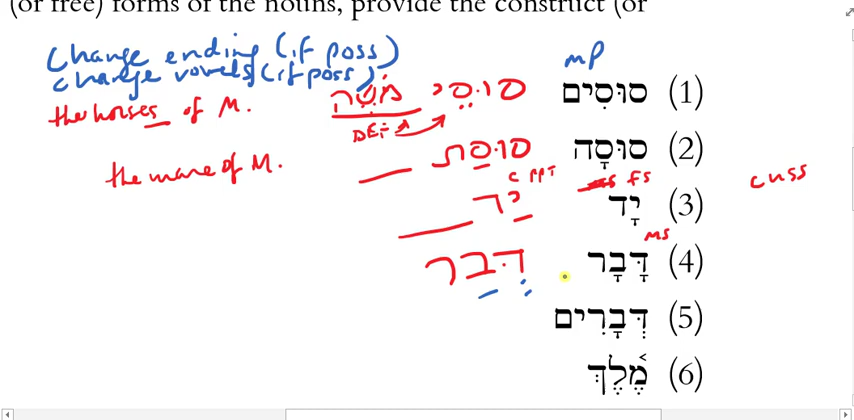 (or free) forms of the nouns, provide the construct (or
change ending (if poss)
change vowels (if poss)
mp
(1) סוּסִים סוּסֵי מֹשֶׁה
the horses of M.
DEF
(2) סוּסָה סוּסַת
the mare of M.
C PPT
FS
cuss
(3) יָד יַד
MS
(4) דָּבָר דְּבַר
(5) דְּבָרִים
(6) מֶ֫לֶךְ